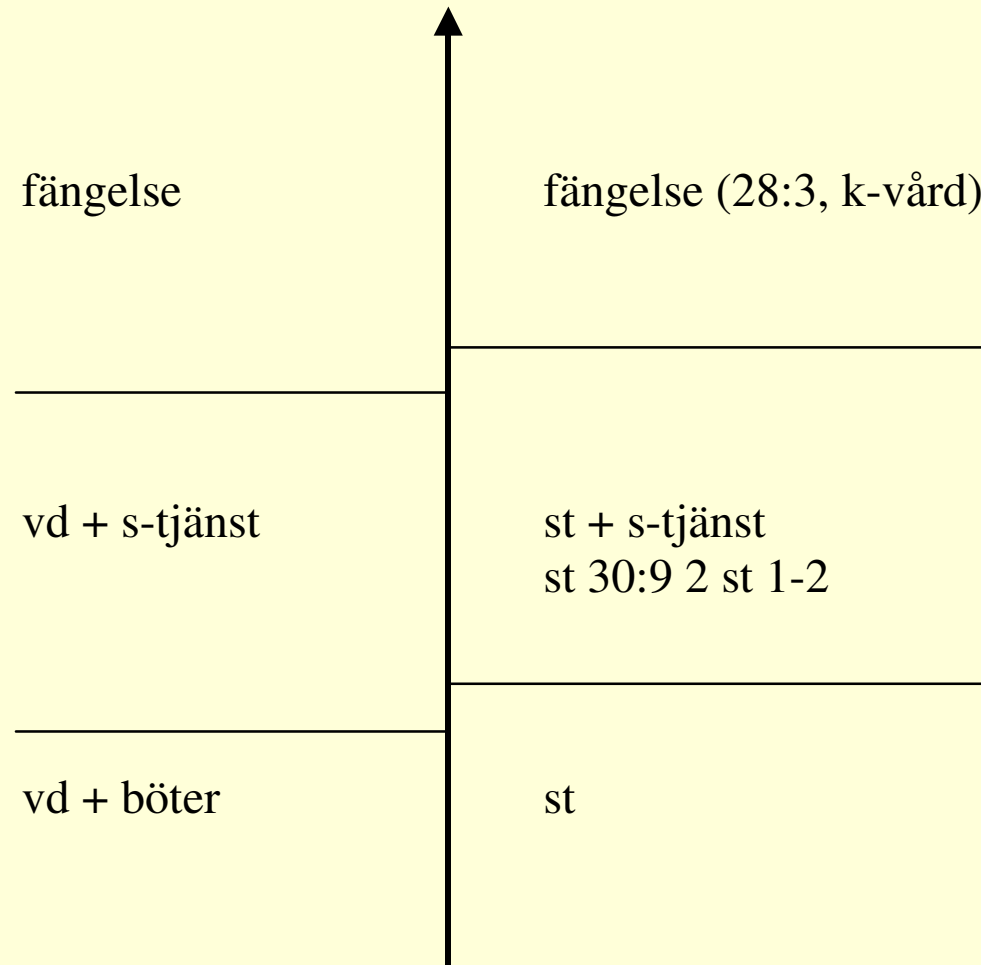 fängelse
fängelse (28:3, k-vård)
vd + s-tjänst
st + s-tjänst
st 30:9 2 st 1-2
vd + böter
st